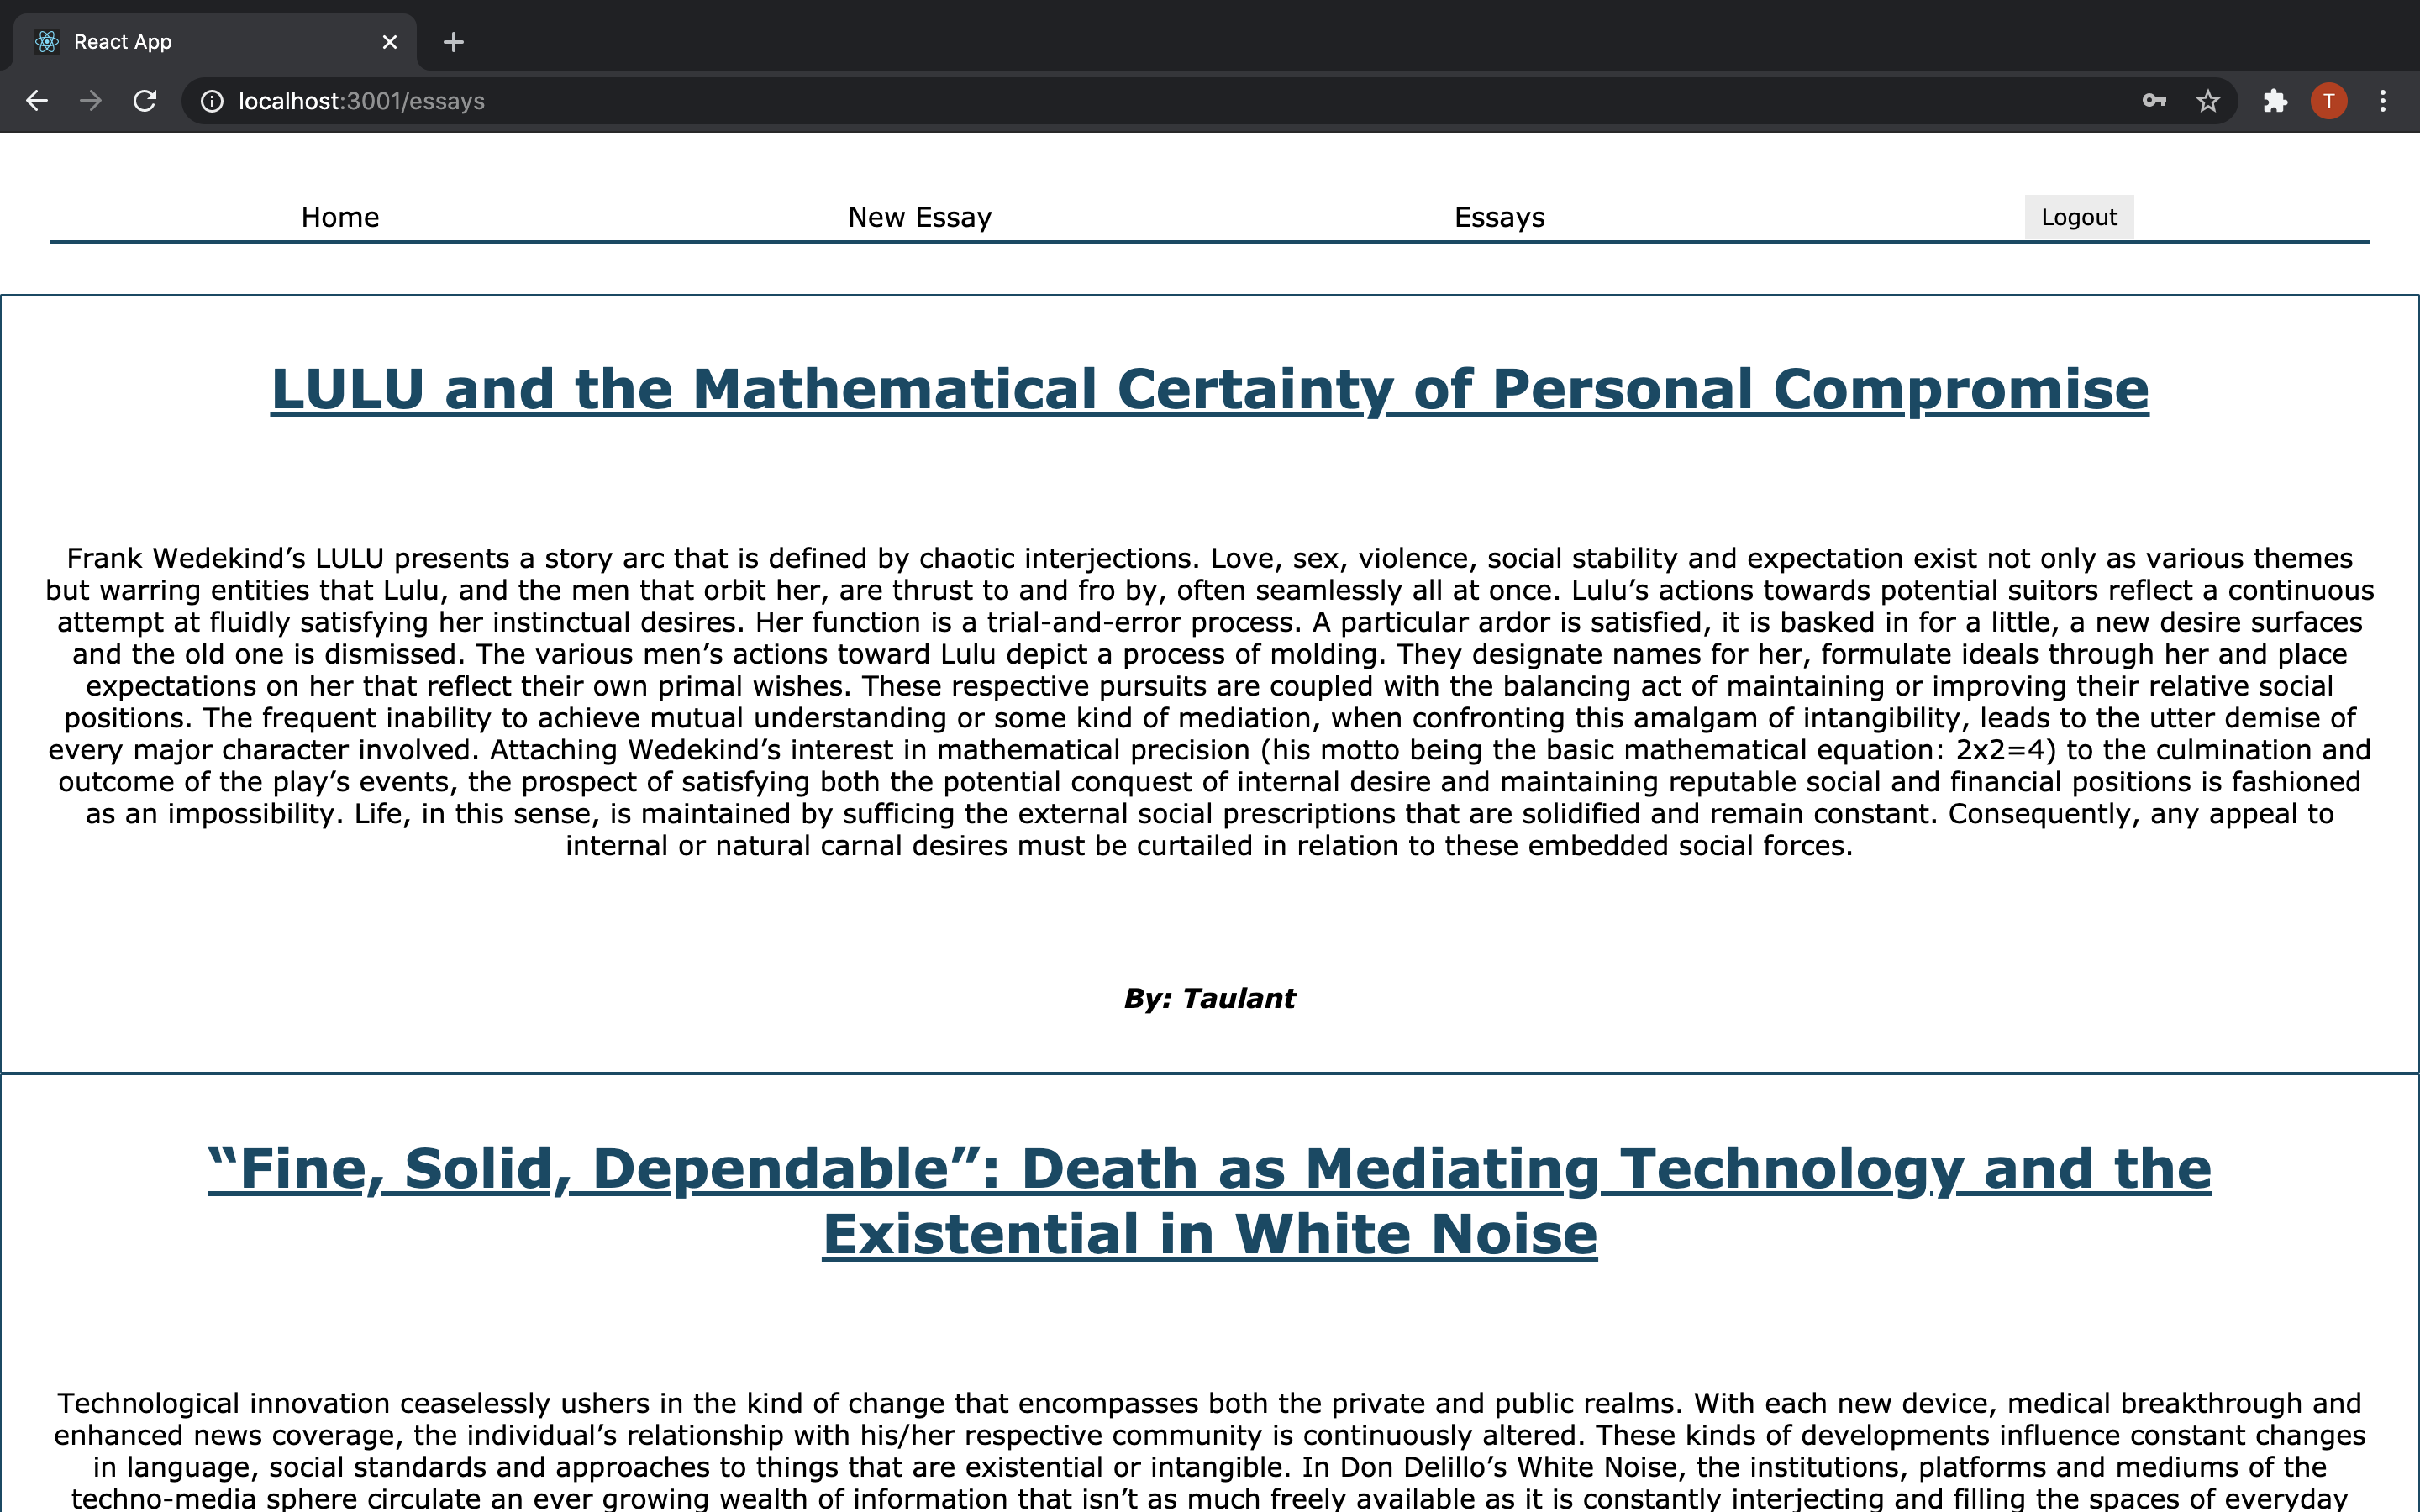 React App
localhost:3001/essays
T
Home New Essay Essays Logout
LULU and the Mathematical Certainty of Personal Compromise
Frank Wedekind’s LULU presents a story arc that is defined by chaotic interjections. Love, sex, violence, social stability and expectation exist not only as various themes
but warring entities that Lulu, and the men that orbit her, are thrust to and fro by, often seamlessly all at once. Lulu’s actions towards potential suitors reflect a continuous
attempt at fluidly satisfying her instinctual desires. Her function is a trial-and-error process. A particular ardor is satisfied, it is basked in for a little, a new desire surfaces
and the old one is dismissed. The various men’s actions toward Lulu depict a process of molding. They designate names for her, formulate ideals through her and place
expectations on her that reflect their own primal wishes. These respective pursuits are coupled with the balancing act of maintaining or improving their relative social
positions. The frequent inability to achieve mutual understanding or some kind of mediation, when confronting this amalgam of intangibility, leads to the utter demise of
every major character involved. Attaching Wedekind’s interest in mathematical precision (his motto being the basic mathematical equation: 2x2=4) to the culmination and
outcome of the play’s events, the prospect of satisfying both the potential conquest of internal desire and maintaining reputable social and financial positions is fashioned
as an impossibility. Life, in this sense, is maintained by sufficing the external social prescriptions that are solidified and remain constant. Consequently, any appeal to
internal or natural carnal desires must be curtailed in relation to these embedded social forces.
By: Taulant
“Fine, Solid, Dependable”: Death as Mediating Technology and the
Existential in White Noise
Technological innovation ceaselessly ushers in the kind of change that encompasses both the private and public realms. With each new device, medical breakthrough and
enhanced news coverage, the individual’s relationship with his/her respective community is continuously altered. These kinds of developments influence constant changes
in language, social standards and approaches to things that are existential or intangible. In Don Delillo’s White Noise, the institutions, platforms and mediums of the
techno-media sphere circulate an ever growing wealth of information that isn’t as much freely available as it is constantly interjecting and filling the spaces of everyday